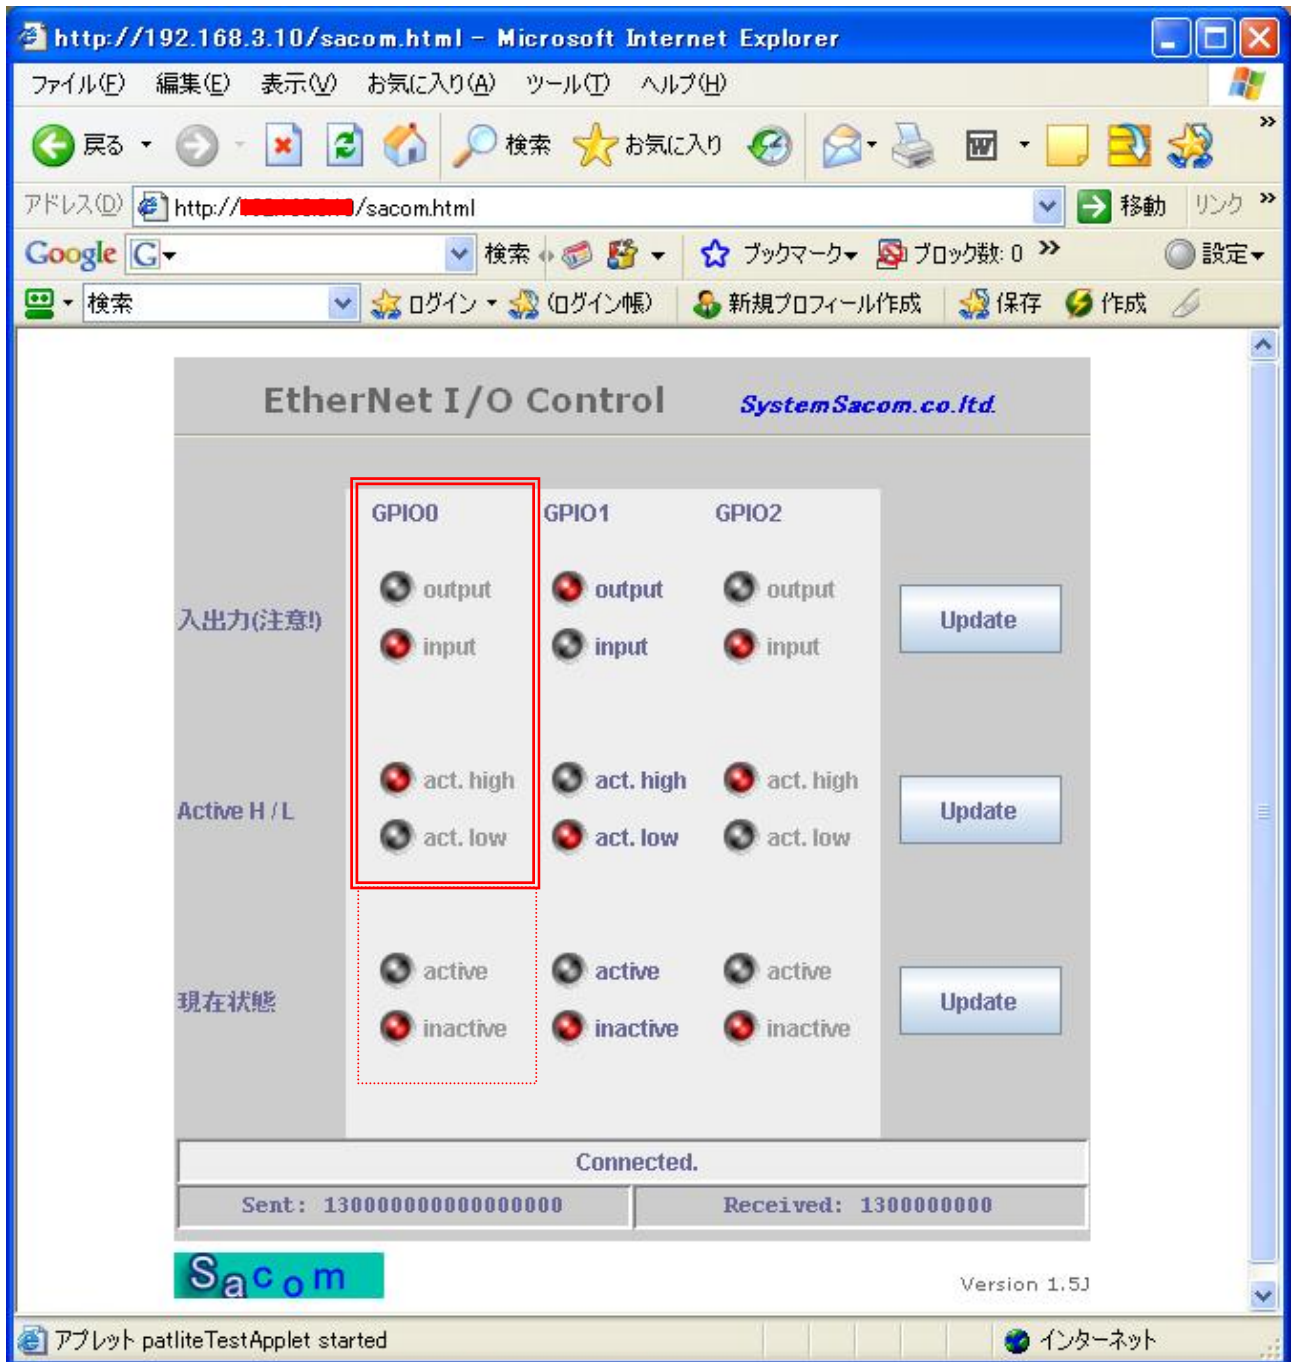 http://192.168.3.10/sacom.html - Microsoft Internet Explorer
ファイル(F) 編集(E) 表示(V) お気に入り(A) ツール(T) ヘルプ(H)
戻る 検索 お気に入り W »
アドレス(D) http:// /sacom.html 移動 リンク »
Google G 検索 ブックマーク ブロック数: 0 » 設定
検索 ログイン (ログイン帳) 新規プロフィール作成 保存 作成
EtherNet I/O Control SystemSacom.co.ltd.
GPIO0 GPIO1 GPIO2
output output output
入出力(注意!) Update
input input input
act. high act. high act. high
Active H / L Update
act. low act. low act. low
active active active
現在状態 Update
inactive inactive inactive
Connected.
Sent: 130000000000000000 Received: 1300000000
Sacom
Version 1.5J
アプレット patliteTestApplet started インターネット